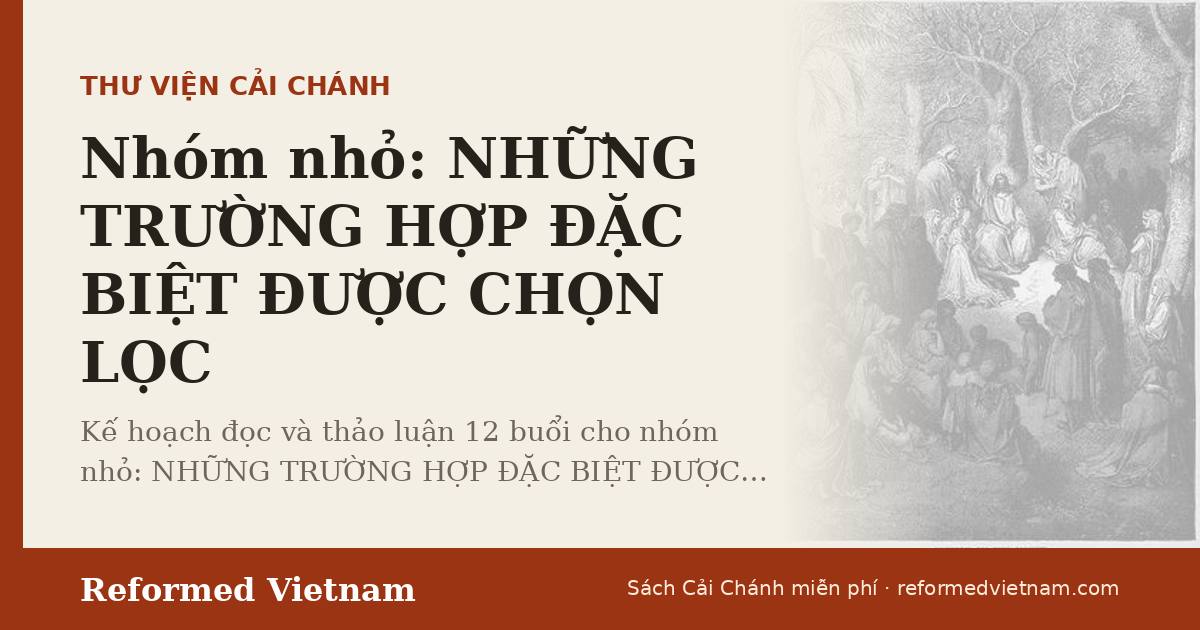 THƯ VIỆN CẢI CHÁNH
Nhóm nhỏ: NHỮNG
TRƯỜNG HỢP ĐẶC
BIỆT ĐƯỢC CHỌN
LỌC
Kế hoạch đọc và thảo luận 12 buổi cho nhóm
nhỏ: NHỮNG TRƯỜNG HỢP ĐẶC BIỆT ĐƯỢC...
Reformed Vietnam
Sách Cải Chánh miễn phí · reformedvietnam.com